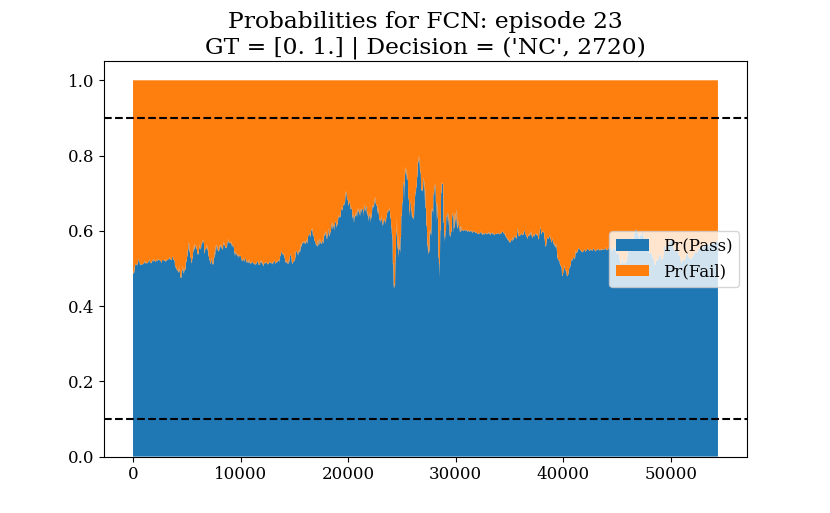 Probabilities for FCN: episode 23
GT = [0. 1.] | Decision = ('NC', 2720)
1.0
0.8
0.6
0.4
0.2
0.0
Pr(Pass)
Pr(Fail)
0 10000 20000 30000 40000 50000